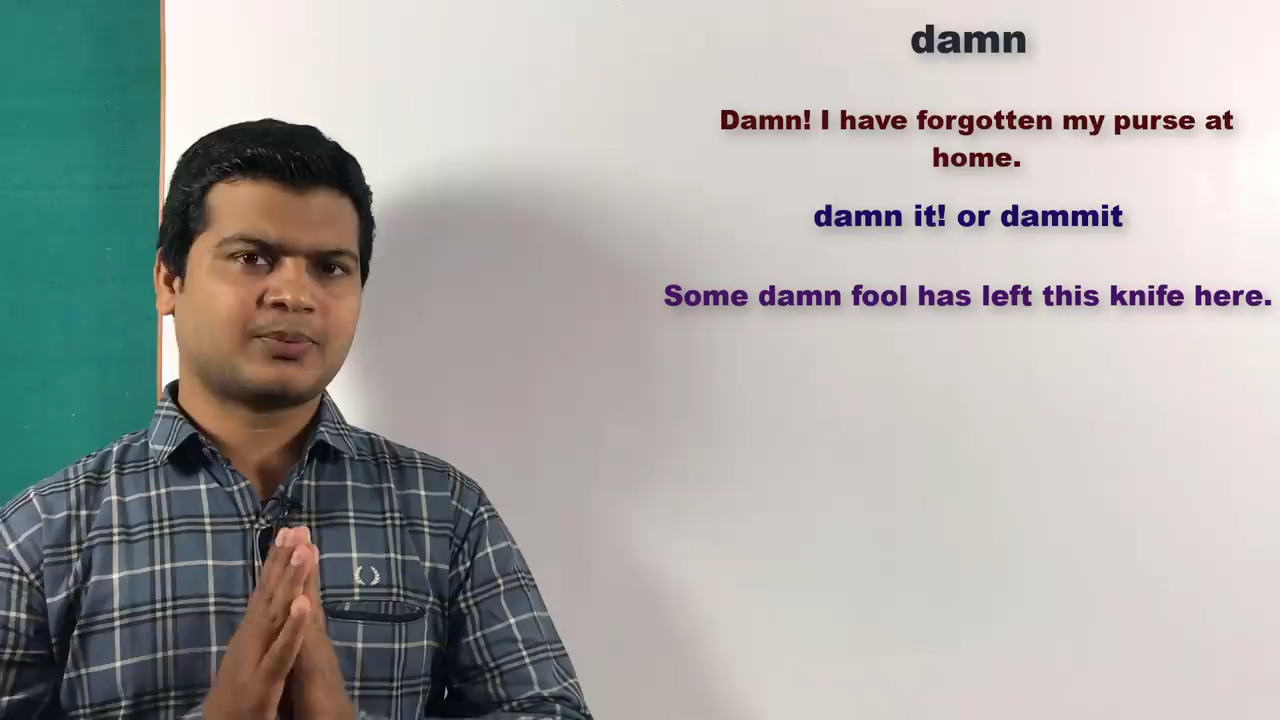 damn
Damn! I have forgotten my purse at
home.
damn it! or dammit
Some damn fool has left this knife here.